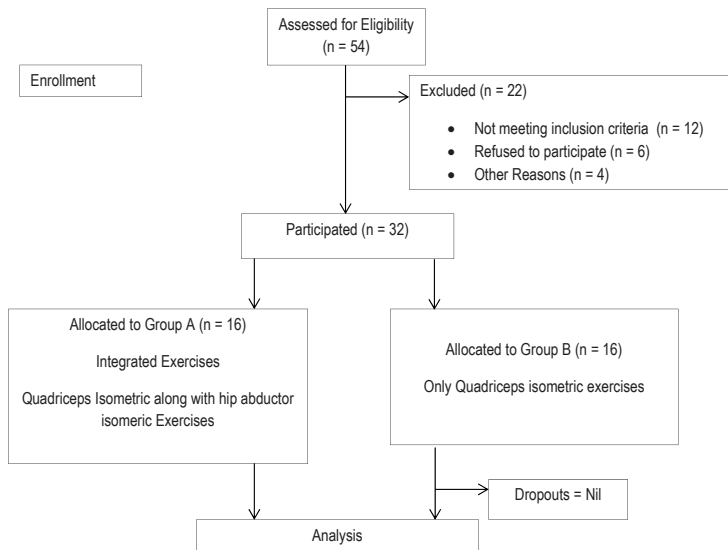 Assessed for Eligibility
(n = 54)
Enrollment
Excluded (n = 22)
• Not meeting inclusion criteria (n = 12)
• Refused to participate (n = 6)
• Other Reasons (n = 4)
Participated (n = 32)
Allocated to Group A (n = 16)
Integrated Exercises
Quadriceps Isometric along with hip abductor
isomeric Exercises
Allocated to Group B (n = 16)
Only Quadriceps isometric exercises
Dropouts = Nil
Analysis